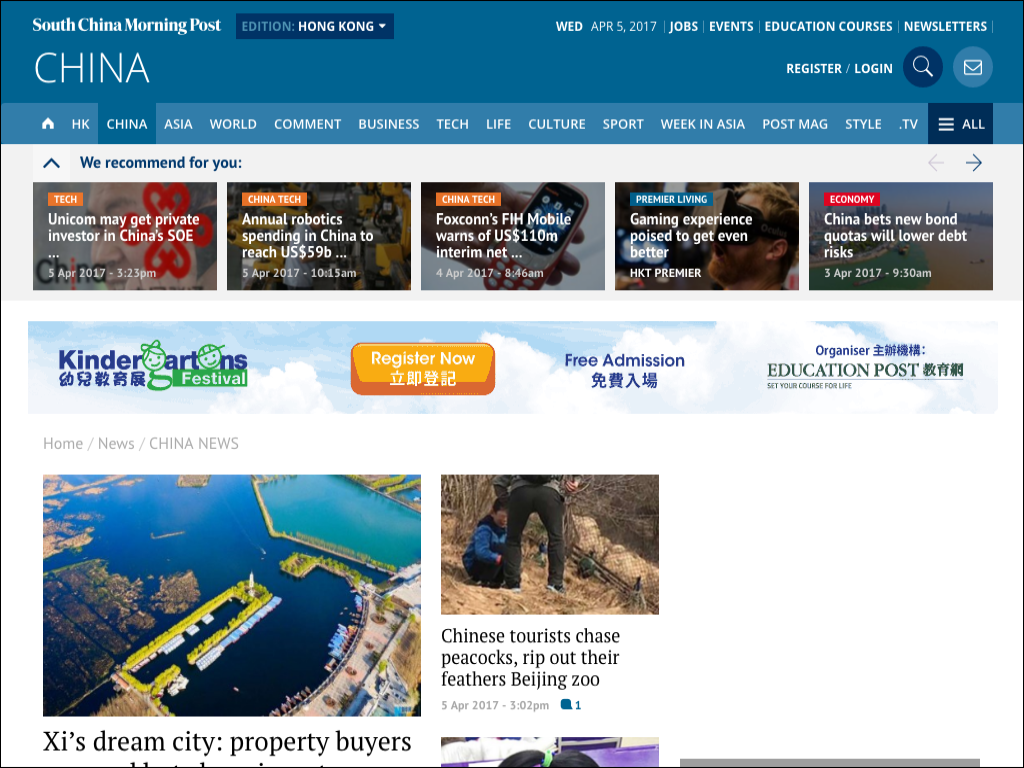 South China Morning Post
EDITION: HONG KONG
WED APR 5, 2017 JOBS EVENTS EDUCATION COURSES NEWSLETTERS
CHINA
REGISTER / LOGIN
HK CHINA ASIA WORLD COMMENT BUSINESS TECH LIFE CULTURE SPORT WEEK IN ASIA POST MAG STYLE .TV ALL
We recommend for you:
TECH
Unicom may get private
investor in China's SOE
...
5 Apr 2017 - 3:23pm
CHINA TECH
Annual robotics
spending in China to
reach US$59b ...
5 Apr 2017 - 10:15am
CHINA TECH
Foxconn's FIH Mobile
warns of US$110m
interim net ...
4 Apr 2017 - 8:46am
PREMIER LIVING
Gaming experience
poised to get even
better
HKT PREMIER
ECONOMY
China bets new bond
quotas will lower debt
risks
3 Apr 2017 - 9:30am
Kindergartens
幼兒教育展 Festival
Register Now
立即登記
Free Admission
免費入場
Organiser 主辦機構:
EDUCATION POST 教育網
SET YOUR COURSE FOR LIFE
Home / News / CHINA NEWS
Xi's dream city: property buyers
Chinese tourists chase
peacocks, rip out their
feathers Beijing zoo
5 Apr 2017 - 3:02pm 1